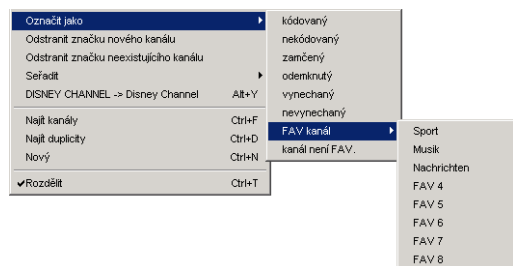 Označit jako
Odstranit značku nového kanálu
Odstranit značku neexistujícího kanálu
Seřadit
DISNEY CHANNEL -> Disney Channel Alt+Y
Najít kanály Ctrl+F
Najít duplicity Ctrl+D
Nový Ctrl+N
Rozdělit Ctrl+T
kódovaný
nekódovaný
zamčený
odemknutý
vynechaný
nevynechaný
FAV kanál
kanál není FAV.
Sport
Musik
Nachrichten
FAV 4
FAV 5
FAV 6
FAV 7
FAV 8